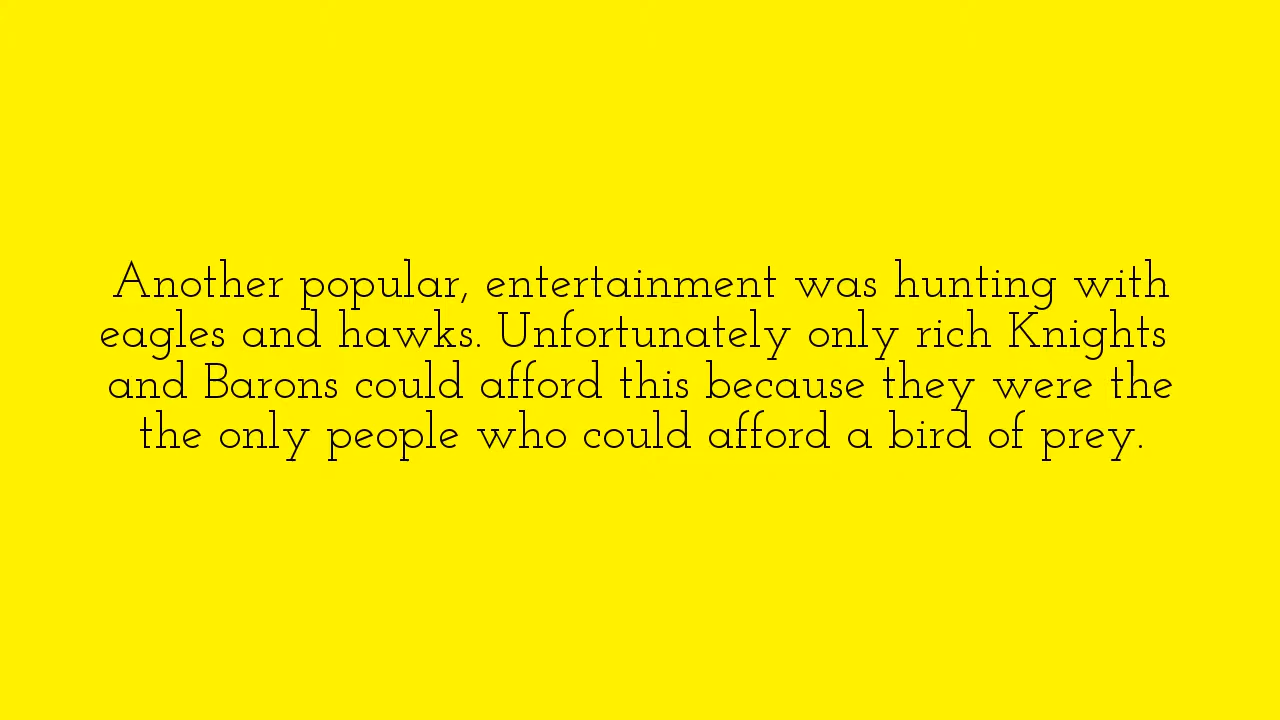 Another popular, entertainment was hunting with
eagles and hawks. Unfortunately only rich Knights
and Barons could afford this because they were the
the only people who could afford a bird of prey.